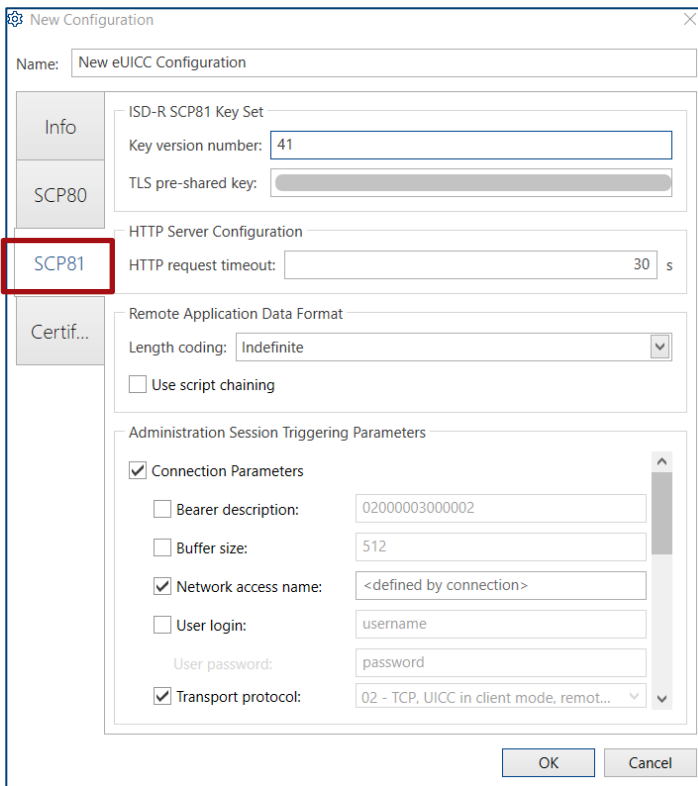 New Configuration
Name: New eUICC Configuration
Info
SCP80
SCP81
Certif...
ISD-R SCP81 Key Set
Key version number: 41
TLS pre-shared key:
HTTP Server Configuration
HTTP request timeout: 30 s
Remote Application Data Format
Length coding: Indefinite
Use script chaining
Administration Session Triggering Parameters
Connection Parameters
Bearer description: 02000003000002
Buffer size: 512
Network access name: <defined by connection>
User login: username
User password: password
Transport protocol: 02 - TCP, UICC in client mode, remot...
OK Cancel